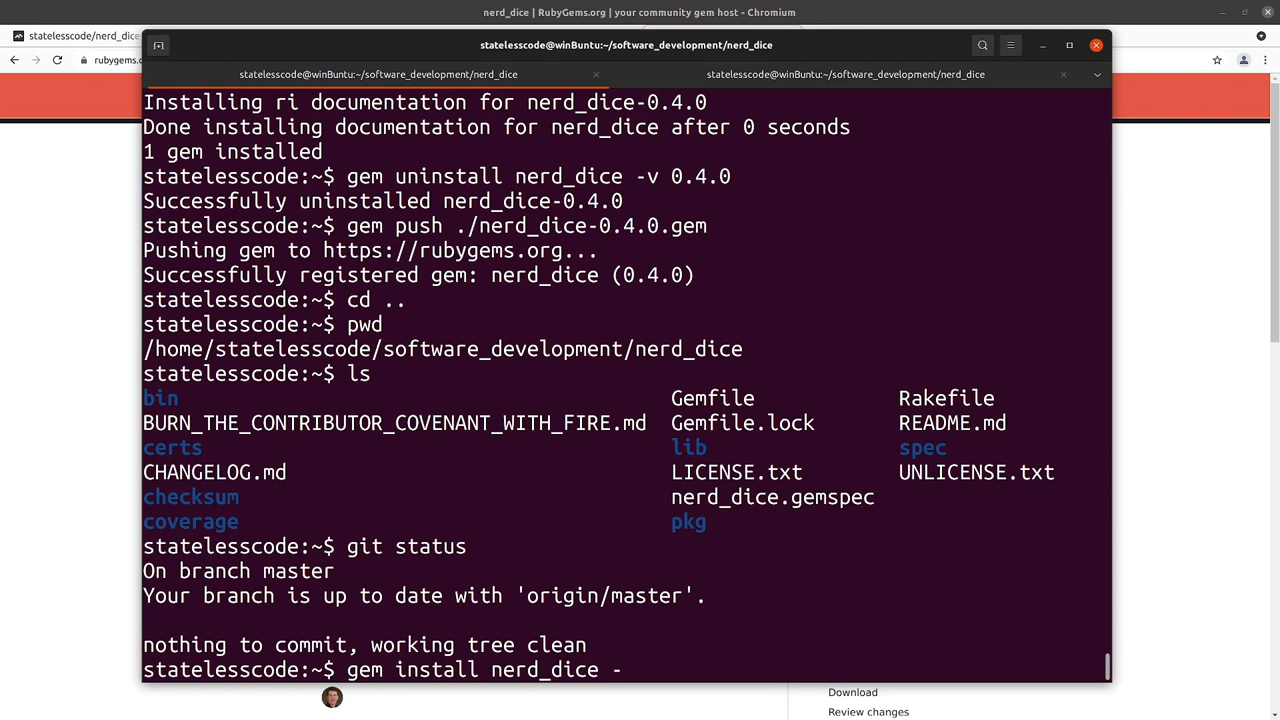 nerd_dice | RubyGems.org | your community gem host - Chromium
statelesscode/nerd_dice
rubygems.o
statelesscode@winBuntu:~/software_development/nerd_dice
statelesscode@winBuntu:~/software_development/nerd_dice
statelesscode@winBuntu:~/software_development/nerd_dice
Installing ri documentation for nerd_dice-0.4.0
Done installing documentation for nerd_dice after 0 seconds
1 gem installed
statelesscode:~$ gem uninstall nerd_dice -v 0.4.0
Successfully uninstalled nerd_dice-0.4.0
statelesscode:~$ gem push ./nerd_dice-0.4.0.gem
Pushing gem to https://rubygems.org...
Successfully registered gem: nerd_dice (0.4.0)
statelesscode:~$ cd ..
statelesscode:~$ pwd
/home/statelesscode/software_development/nerd_dice
statelesscode:~$ ls
bin Gemfile Rakefile
BURN_THE_CONTRIBUTOR_COVENANT_WITH_FIRE.md Gemfile.lock README.md
certs lib spec
CHANGELOG.md LICENSE.txt UNLICENSE.txt
checksum nerd_dice.gemspec
coverage pkg
statelesscode:~$ git status
On branch master
Your branch is up to date with 'origin/master'.
nothing to commit, working tree clean
statelesscode:~$ gem install nerd_dice -
Download
Review changes